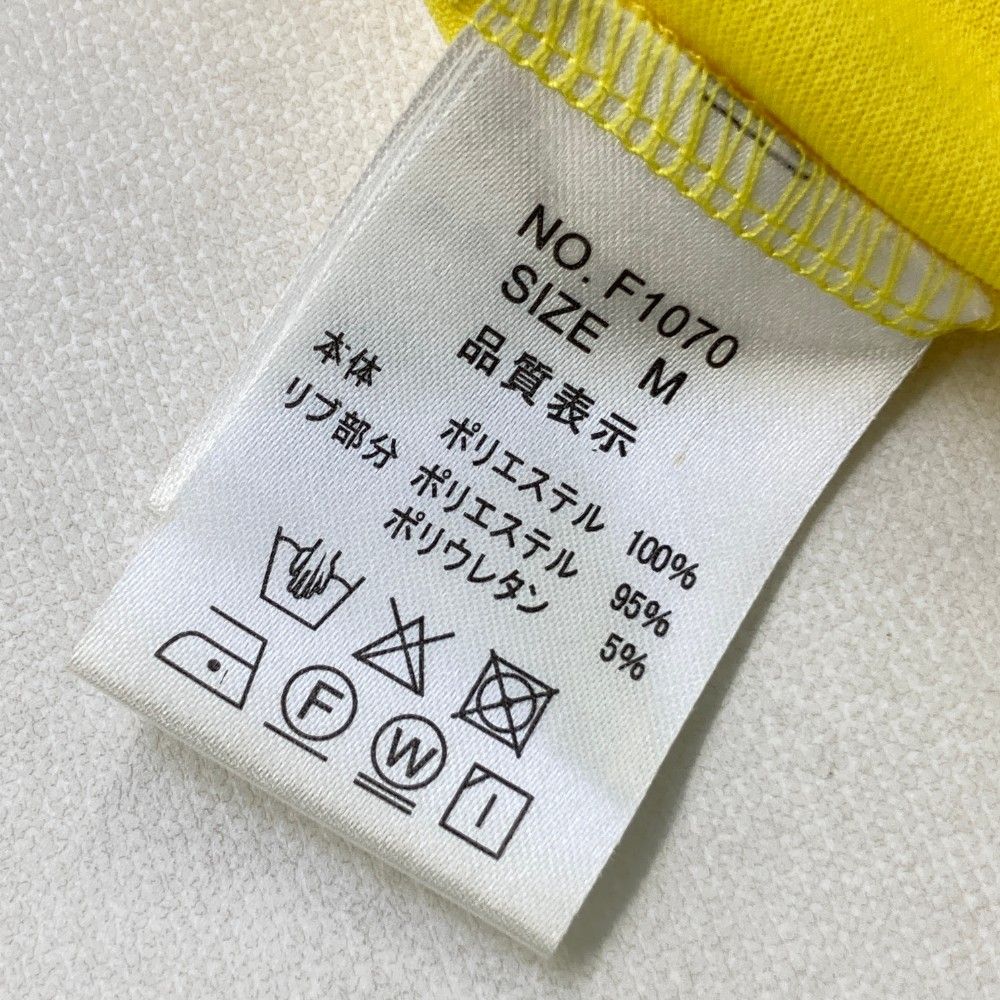 NO. F1070
SIZE M
品質表示
本体 ポリエステル 100%
リブ部分 ポリエステル 95%
ポリウレタン 5%
F
W